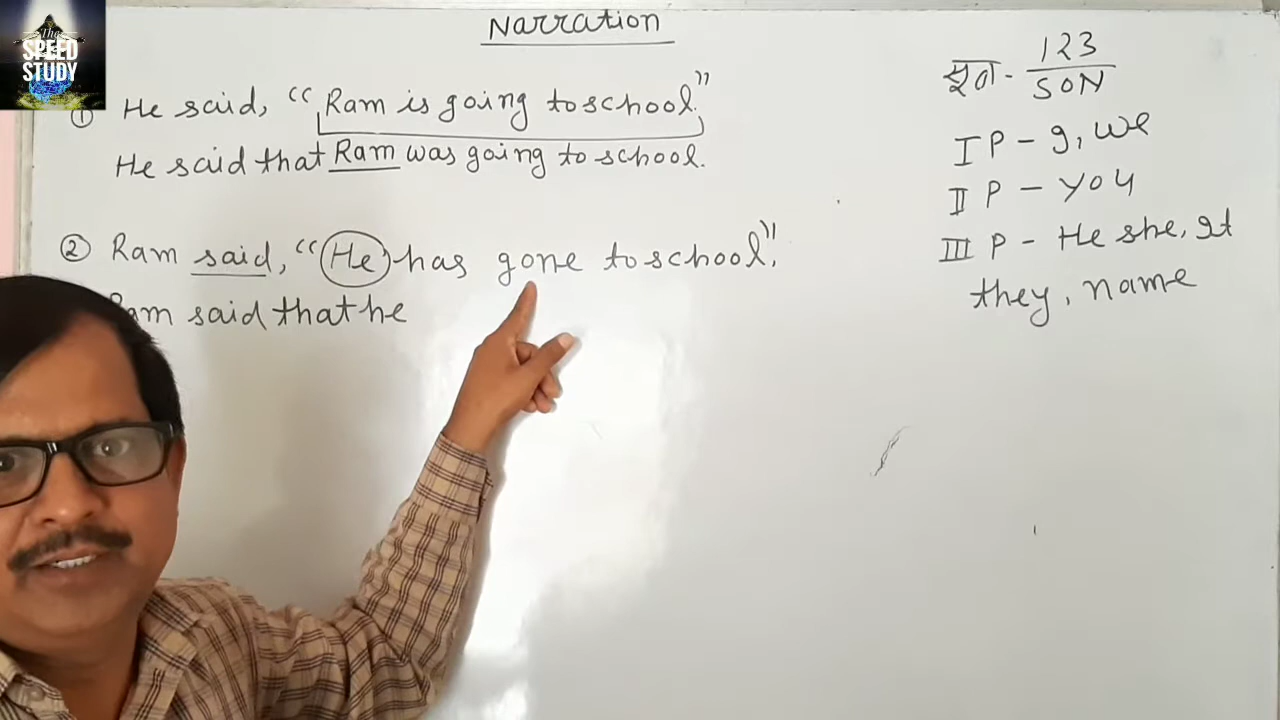 The
SPEED
STUDY
Narration
① He said, “Ram is going to school.”
He said that Ram was going to school.
② Ram said, “He has gone to school”.
Ram said that he
सूत्र - 123
SON
I P - I, we
II P - you
III P - He she, It
they, name